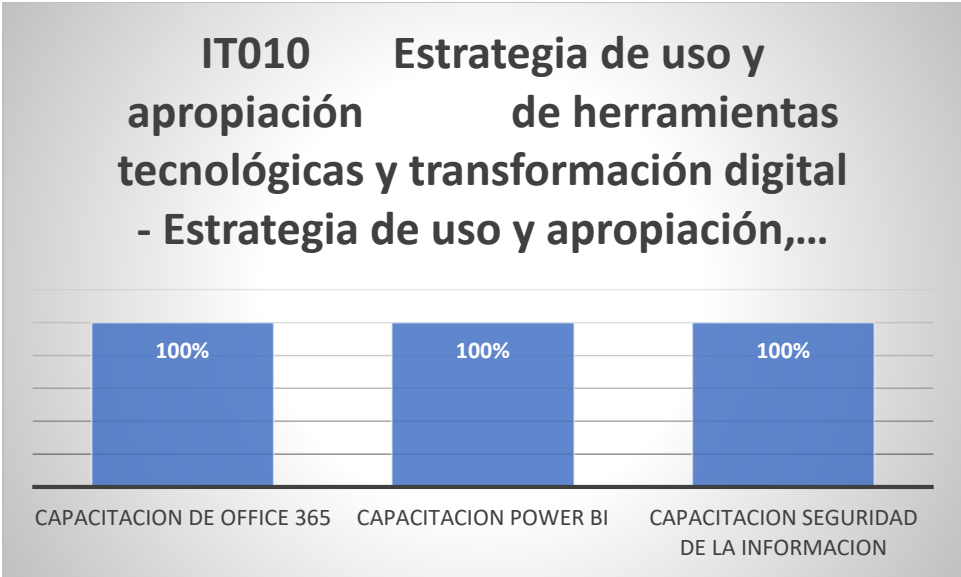 IT010 Estrategia de uso y
apropiación de herramientas
tecnológicas y transformación digital
- Estrategia de uso y apropiación,...
100% 100% 100%
CAPACITACION DE OFFICE 365 CAPACITACION POWER BI CAPACITACION SEGURIDAD
DE LA INFORMACION